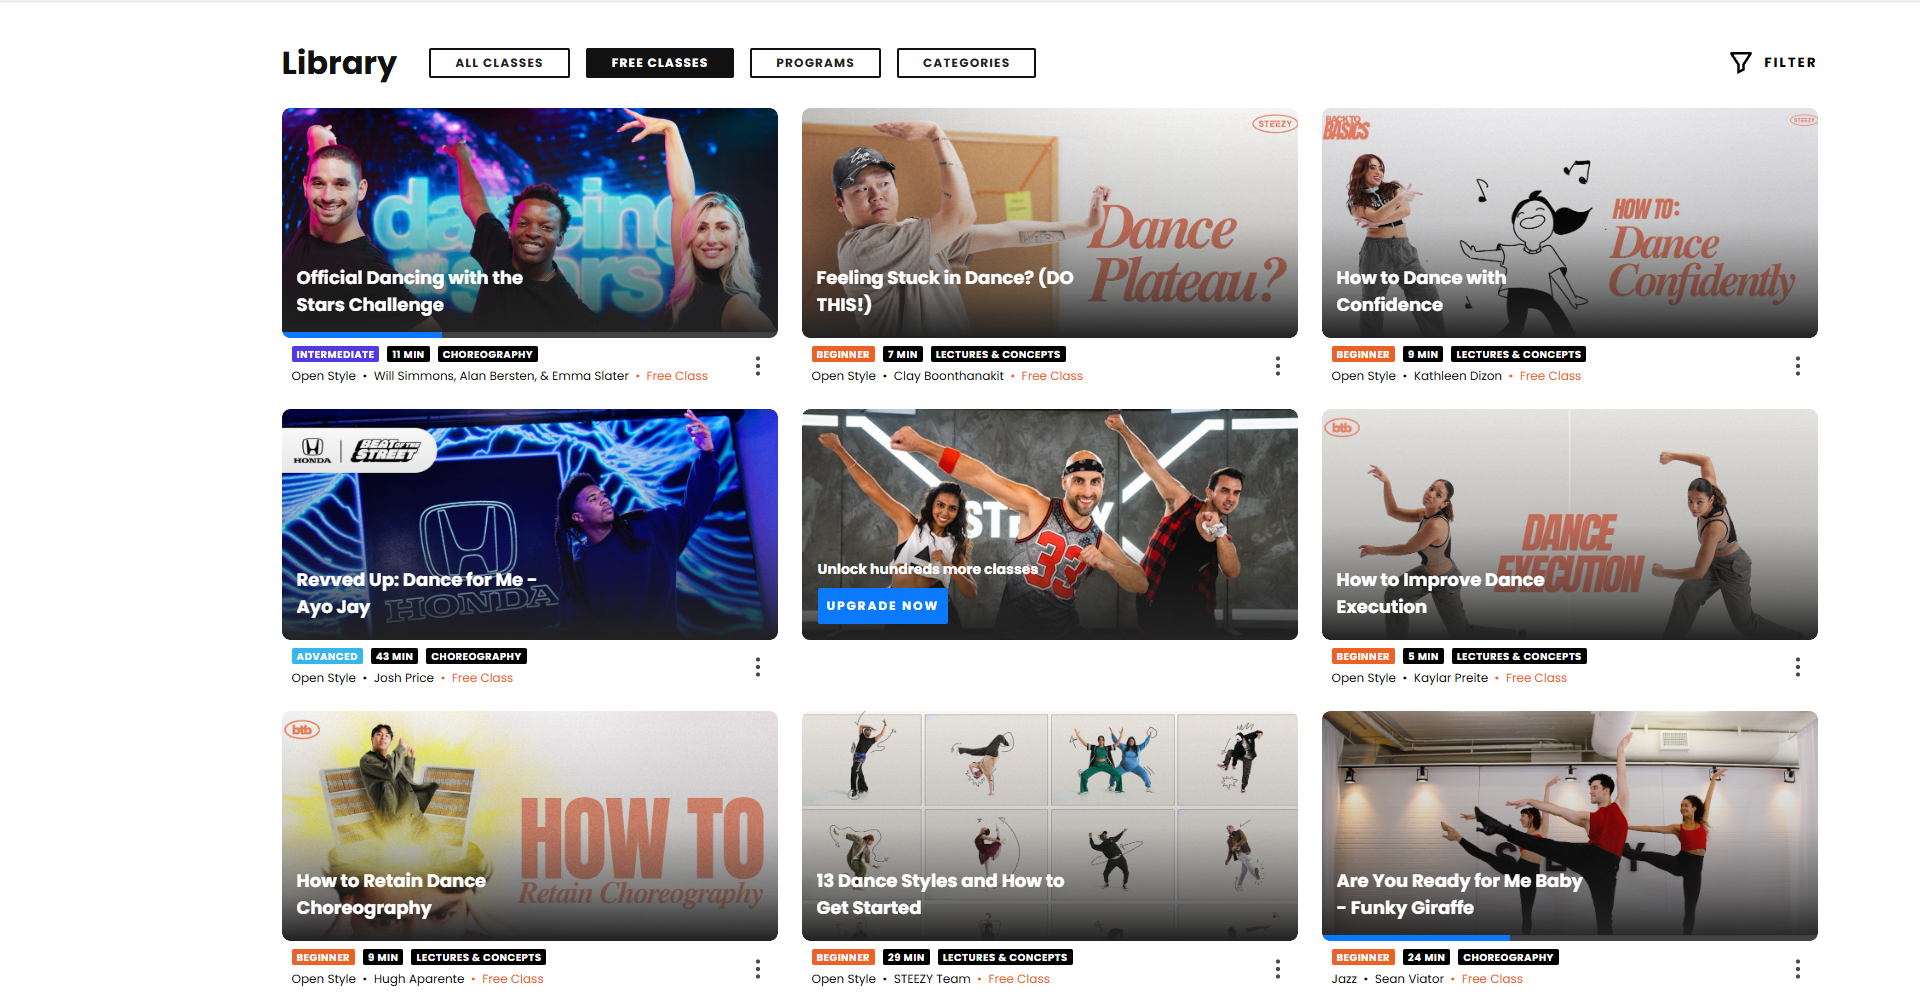 Library
ALL CLASSES
FREE CLASSES
PROGRAMS
CATEGORIES
FILTER
dancing
stars
Official Dancing with the
Stars Challenge
INTERMEDIATE 11 MIN CHOREOGRAPHY
Open Style • Will Simmons, Alan Bersten, & Emma Slater • Free Class
STEEZY
Dance
Plateau?
Feeling Stuck in Dance? (DO
THIS!)
BEGINNER 7 MIN LECTURES & CONCEPTS
Open Style • Clay Boonthanakit • Free Class
BACK TO
BASICS
STEEZY
HOW TO:
Dance
Confidently
How to Dance with
Confidence
BEGINNER 9 MIN LECTURES & CONCEPTS
Open Style • Kathleen Dizon • Free Class
HONDA
BEAT OF THE
STREET
HONDA
Revved Up: Dance for Me -
Ayo Jay
ADVANCED 43 MIN CHOREOGRAPHY
Open Style • Josh Price • Free Class
STEEZY
33
Unlock hundreds more classes
UPGRADE NOW
btb
DANCE
EXECUTION
How to Improve Dance
Execution
BEGINNER 5 MIN LECTURES & CONCEPTS
Open Style • Kaylar Preite • Free Class
btb
HOW TO
Retain Choreography
How to Retain Dance
Choreography
BEGINNER 9 MIN LECTURES & CONCEPTS
Open Style • Hugh Aparente • Free Class
13 Dance Styles and How to
Get Started
BEGINNER 29 MIN LECTURES & CONCEPTS
Open Style • STEEZY Team • Free Class
STEEZY
Are You Ready for Me Baby
- Funky Giraffe
BEGINNER 24 MIN CHOREOGRAPHY
Jazz • Sean Viator • Free Class